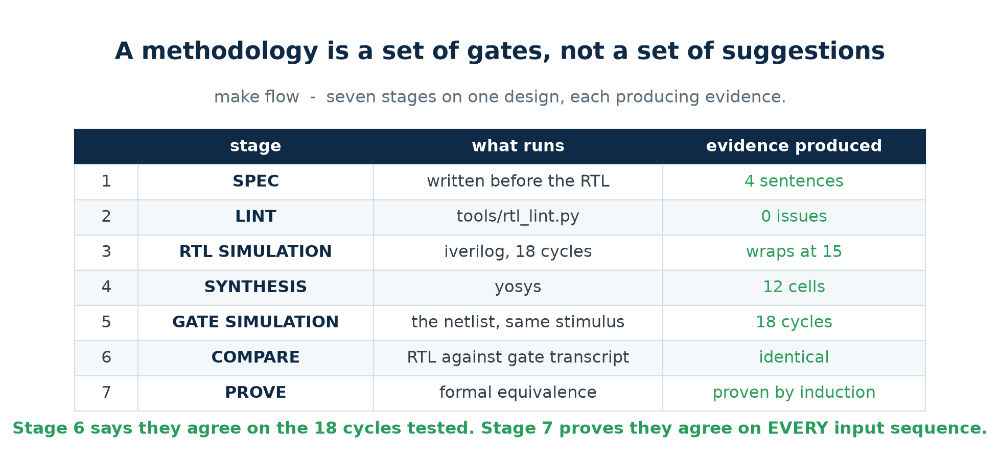 A methodology is a set of gates, not a set of suggestions
make flow - seven stages on one design, each producing evidence.
stage what runs evidence produced
1 SPEC written before the RTL 4 sentences
2 LINT tools/rtl_lint.py 0 issues
3 RTL SIMULATION iverilog, 18 cycles wraps at 15
4 SYNTHESIS yosys 12 cells
5 GATE SIMULATION the netlist, same stimulus 18 cycles
6 COMPARE RTL against gate transcript identical
7 PROVE formal equivalence proven by induction
Stage 6 says they agree on the 18 cycles tested. Stage 7 proves they agree on EVERY input sequence.